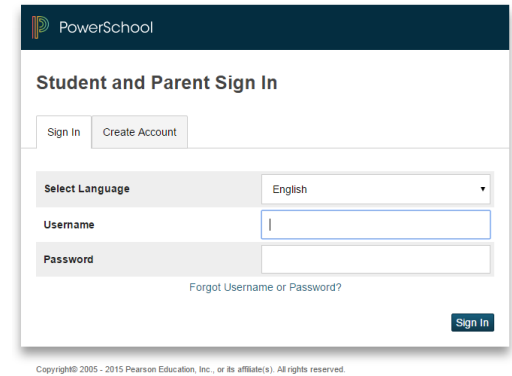 PowerSchool
Student and Parent Sign In
Sign In Create Account
Select Language English
Username
Password
Forgot Username or Password?
Sign In
Copyright© 2005 - 2015 Pearson Education, Inc., or its affiliate(s). All rights reserved.